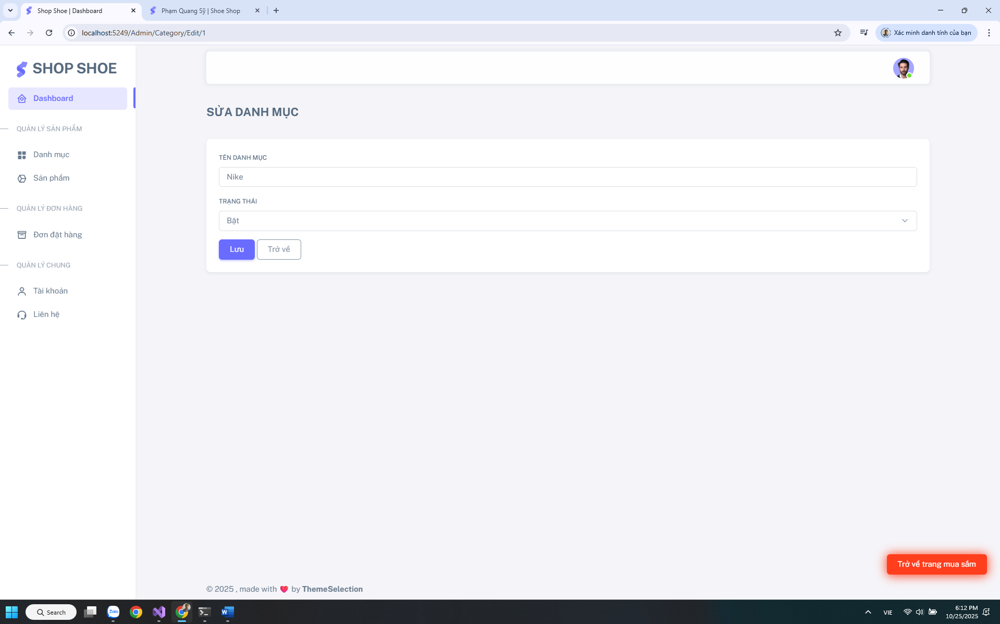 Shop Shoe | Dashboard
Phạm Quang Sỹ | Shoe Shop
localhost:5249/Admin/Category/Edit/1
Xác minh danh tính của bạn
SHOP SHOE
Dashboard
QUẢN LÝ SẢN PHẨM
Danh mục
Sản phẩm
QUẢN LÝ ĐƠN HÀNG
Đơn đặt hàng
QUẢN LÝ CHUNG
Tài khoản
Liên hệ
SỬA DANH MỤC
TÊN DANH MỤC
Nike
TRẠNG THÁI
Bật
Lưu
Trở về
Trở về trang mua sắm
© 2025 , made with ❤️ by ThemeSelection
Search
Zalo
VIE
6:12 PM
10/25/2025